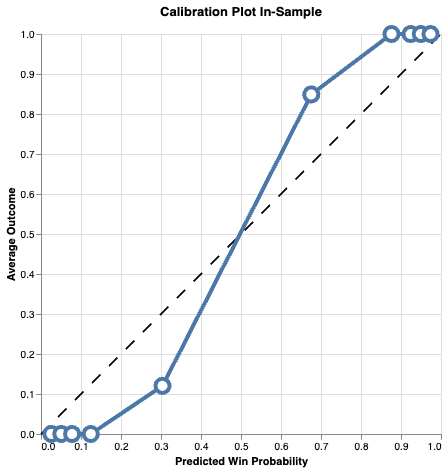 Calibration Plot In-Sample
1.0
0.9
0.8
0.7
0.6
0.5
0.4
0.3
0.2
0.1
0.0
Average Outcome
0.0 0.1 0.2 0.3 0.4 0.5 0.6 0.7 0.8 0.9 1.0
Predicted Win Probability